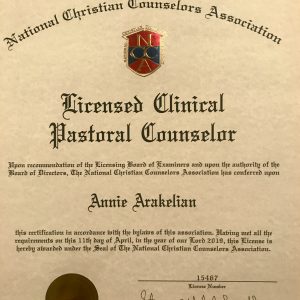 National Christian Counselors Association
N
C C
A
Licensed Clinical
Pastoral Counselor
Upon recommendation of the Licensing Board of Examiners and upon the authority of the
Board of Directors, The National Christian Counselors Association has conferred upon
Annie Arakelian
this certification in accordance with the bylaws of this association. Having met all the
requirements on this 11th day of April, in the year of our Lord 2019, this License is
hereby awarded under the Seal of The National Christian Counselors Association.
15467
License Number